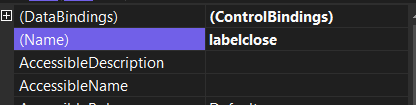 (DataBindings) (ControlBindings)
(Name) labelclose
AccessibleDescription
AccessibleName